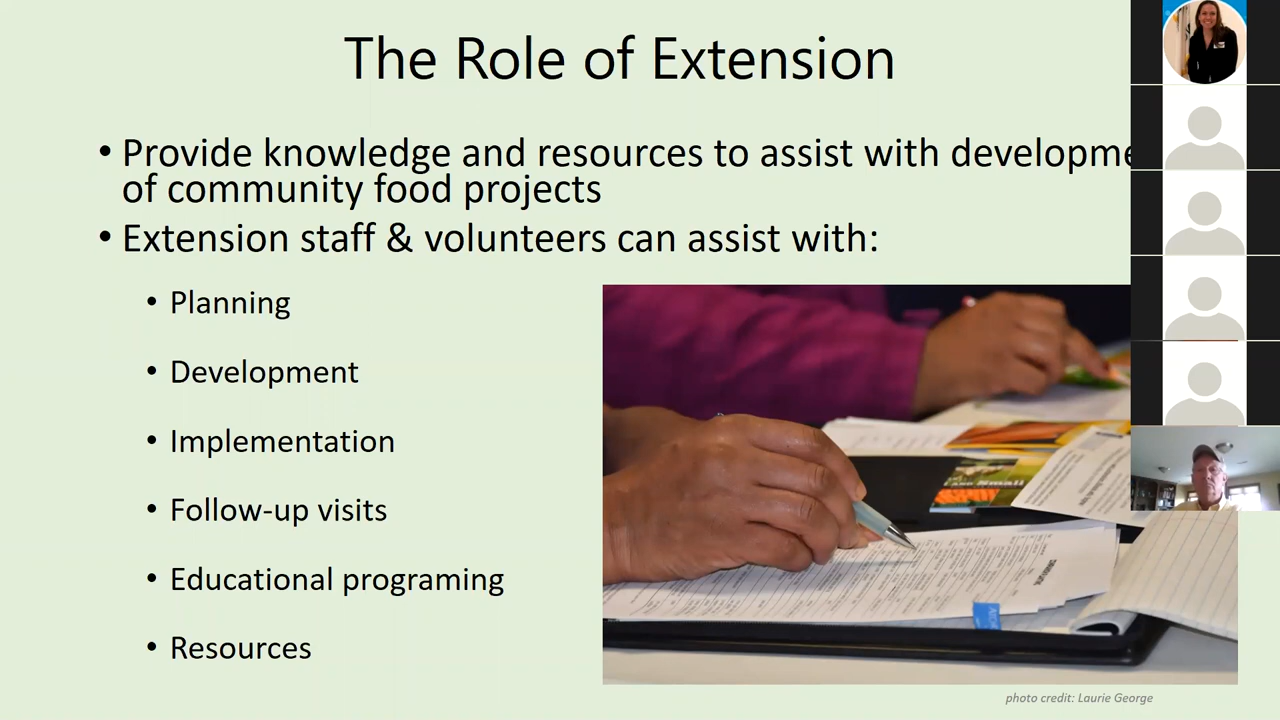 The Role of Extension
• Provide knowledge and resources to assist with developme
of community food projects
• Extension staff & volunteers can assist with:
• Planning
• Development
• Implementation
• Follow-up visits
• Educational programing
• Resources
Small
photo credit: Laurie George